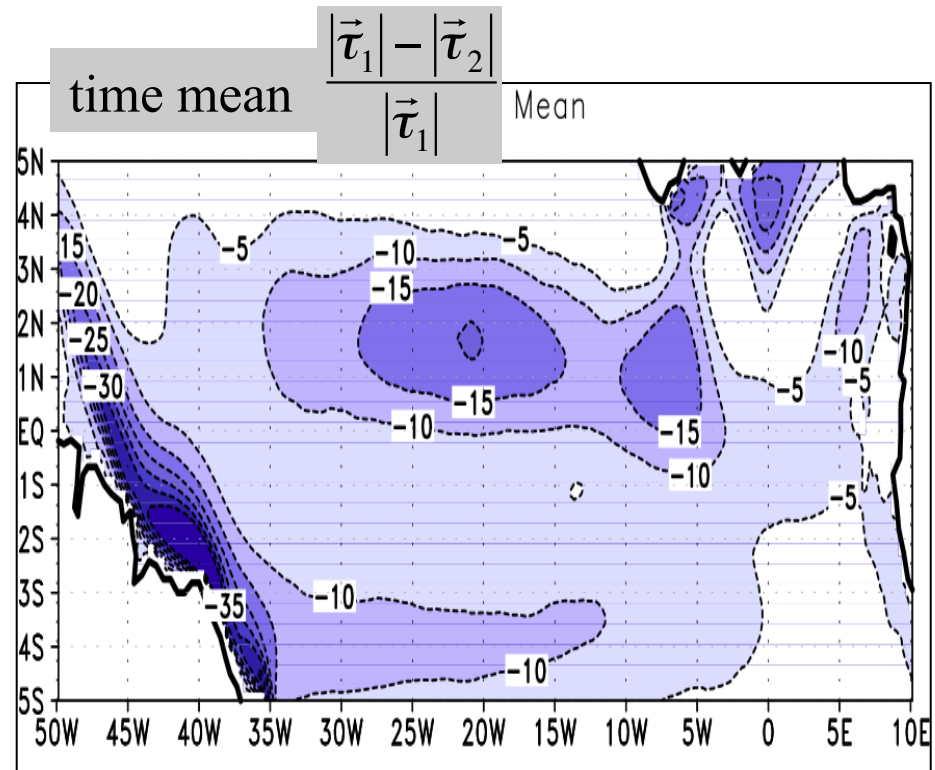 time mean |τ⃗₁| − |τ⃗₂| / |τ⃗₁|
Mean
5N
4N
3N
2N
1N
EQ
1S
2S
3S
4S
5S
-5
-5
-10
-15
15
-20
-25
-30
-15
-10
-15
-10
-10
-5
-5
-5
-35
-10
-10
50W 45W 40W 35W 30W 25W 20W 15W 10W 5W 0 5E 10E